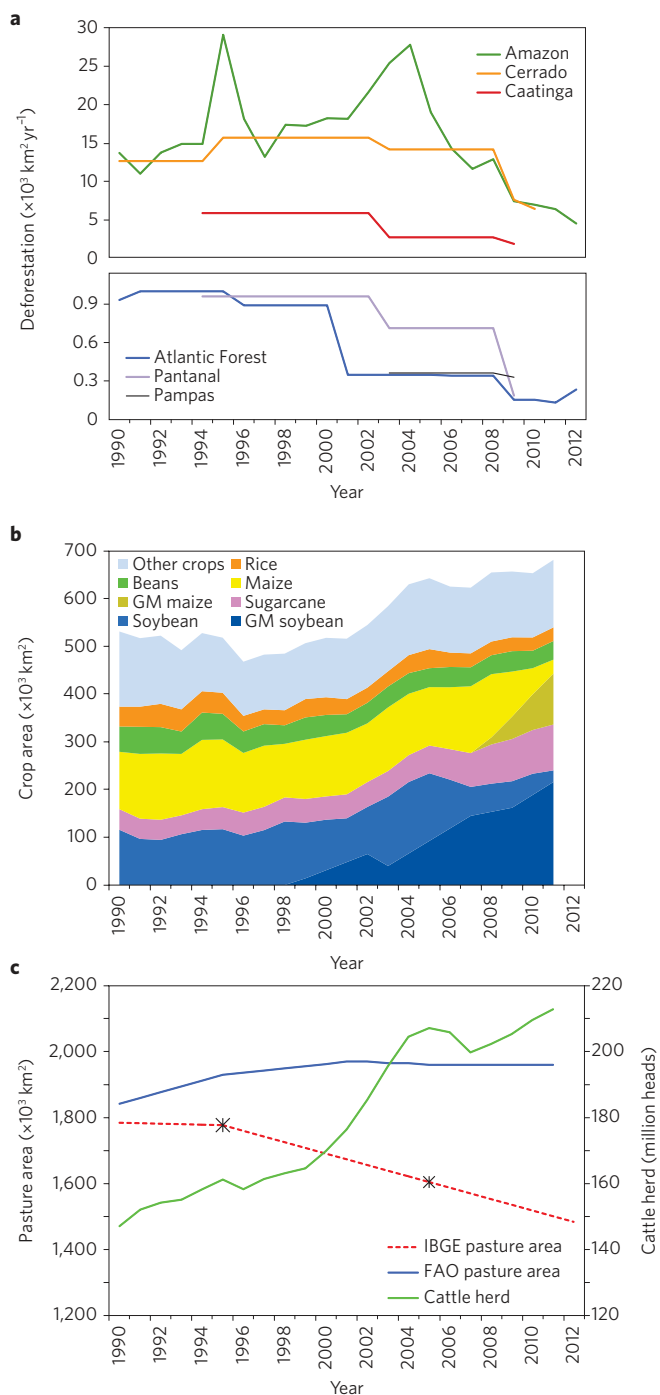 a
30
25
20
15
10
5
0
Amazon
Cerrado
Caatinga
Deforestation (×10³ km² yr⁻¹)
0.9
0.6
0.3
0
Atlantic Forest
Pantanal
Pampas
1990
1992
1994
1996
1998
2000
2002
2004
2006
2008
2010
2012
Year
b
700
600
500
400
300
200
100
0
Crop area (×10³ km²)
Other crops Rice
Beans Maize
GM maize Sugarcane
Soybean GM soybean
1990
1992
1994
1996
1998
2000
2002
2004
2006
2008
2010
2012
Year
c
2,200
2,000
1,800
1,600
1,400
1,200
Pasture area (×10³ km²)
220
200
180
160
140
120
Cattle herd (million heads)
IBGE pasture area
FAO pasture area
Cattle herd
1990
1992
1994
1996
1998
2000
2002
2004
2006
2008
2010
2012
Year